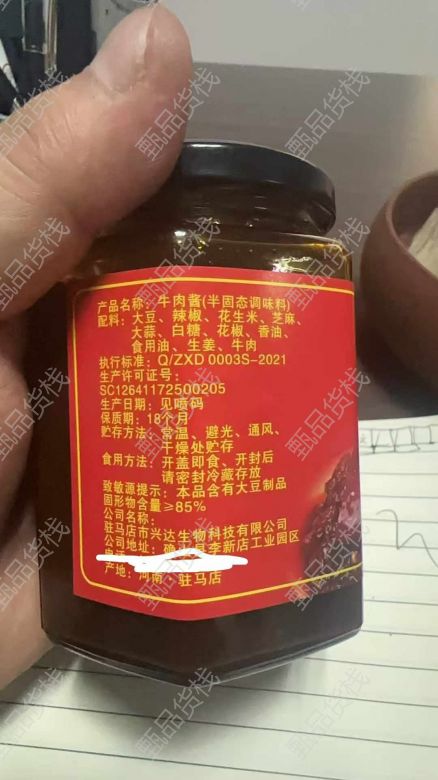 产品名称：牛肉酱(半固态调味料)
配料：大豆、辣椒、花生米、芝麻、
大蒜、白糖、花椒、香油、
食用油、生姜、牛肉
执行标准：Q/ZXD 0003S-2021
生产许可证号：
SC12641172500205
生产日期：见喷码
保质期：18个月
贮存方法：常温、避光、通风、
干燥处贮存
食用方法：开盖即食、开封后
请密封冷藏存放
致敏源提示：本品含有大豆制品
固形物含量≥85%
公司名称：
驻马店市兴达生物科技有限公司
公司地址：确 县李新店工业园区
产地：河南·驻马店
甄品货栈